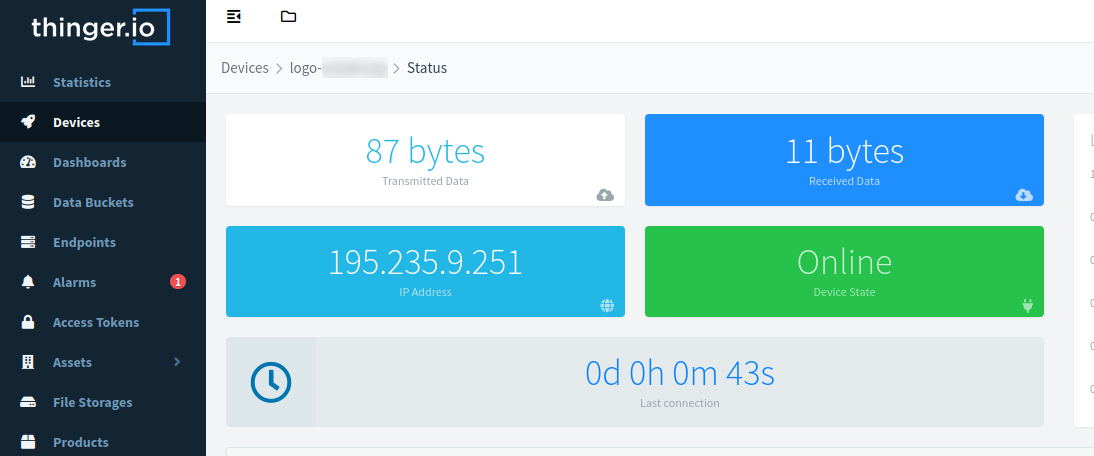 thinger.io
Statistics
Devices
Dashboards
Data Buckets
Endpoints
Alarms 1
Access Tokens
Assets
File Storages
Products
Devices > logo- > Status
87 bytes
Transmitted Data
11 bytes
Received Data
195.235.9.251
IP Address
Online
Device State
0d 0h 0m 43s
Last connection